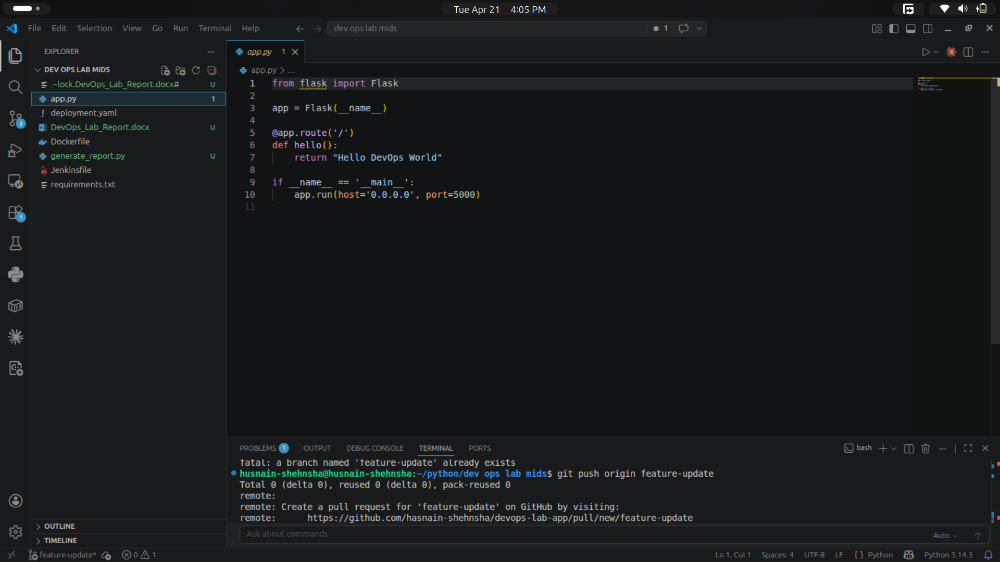 Tue Apr 21 4:05 PM
File Edit Selection View Go Run Terminal Help
dev ops lab mids
1
EXPLORER
DEV OPS LAB MIDS
.~lock.DevOps_Lab_Report.docx# U
app.py 1
deployment.yaml
DevOps_Lab_Report.docx U
Dockerfile
generate_report.py U
Jenkinsfile
requirements.txt
3
1
OUTLINE
TIMELINE
app.py 1
app.py > ...
1 from flask import Flask
2
3 app = Flask(__name__)
4
5 @app.route('/')
6 def hello():
7 return "Hello DevOps World"
8
9 if __name__ == '__main__':
10 app.run(host='0.0.0.0', port=5000)
11
PROBLEMS 1 OUTPUT DEBUG CONSOLE TERMINAL PORTS
bash
fatal: a branch named 'feature-update' already exists
husnain-shehnsha@husnain-shehnsha:~/python/dev ops lab mids$ git push origin feature-update
Total 0 (delta 0), reused 0 (delta 0), pack-reused 0
remote:
remote: Create a pull request for 'feature-update' on GitHub by visiting:
remote: https://github.com/hasnain-shehnsha/devops-lab-app/pull/new/feature-update
Ask about commands
Auto
feature-update* 0 1
Ln 1, Col 1 Spaces: 4 UTF-8 LF { } Python Python 3.14.3